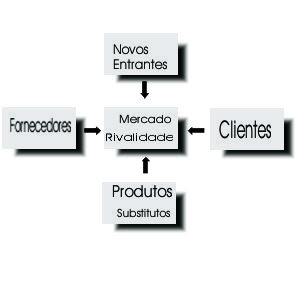 Novos
Entrantes
Fornecedores
Mercado
Rivalidade
Clientes
Produtos
Substitutos